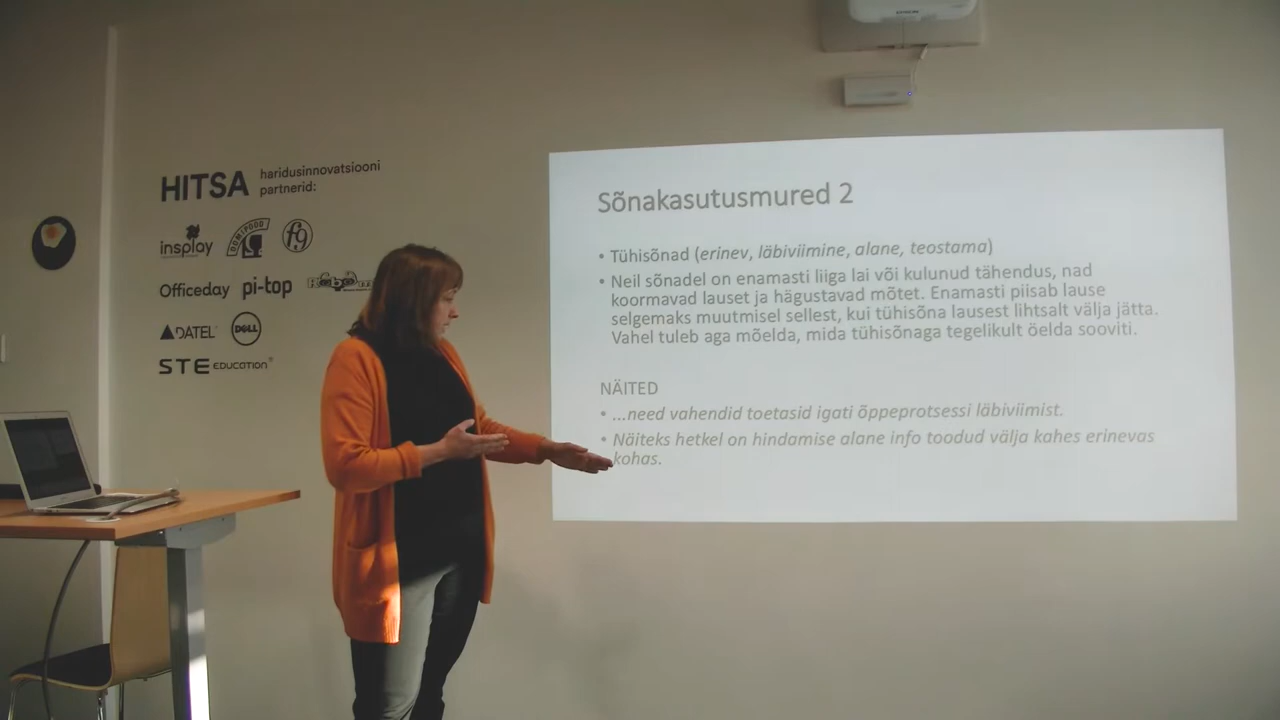 HITSA haridusinnovatsiooni
partnerid:
insplay
OOMIPOOD
f9
Officeday pi-top
DATEL DELL
STE EDUCATION
Sõnakasutusmured 2
• Tühisõnad (erinev, läbiviimine, alane, teostama)
• Neil sõnadel on enamasti liiga lai või kulunud tähendus, nad
koormavad lauset ja hägustavad mõtet. Enamasti piisab lause
selgemaks muutmisel sellest, kui tühisõna lausest lihtsalt välja jätta.
Vahel tuleb aga mõelda, mida tühisõnaga tegelikult öelda sooviti.
NÄITED
• ...need vahendid toetasid igati õppeprotsessi läbiviimist.
• Näiteks hetkel on hindamise alane info toodud välja kahes erinevas
kohas.